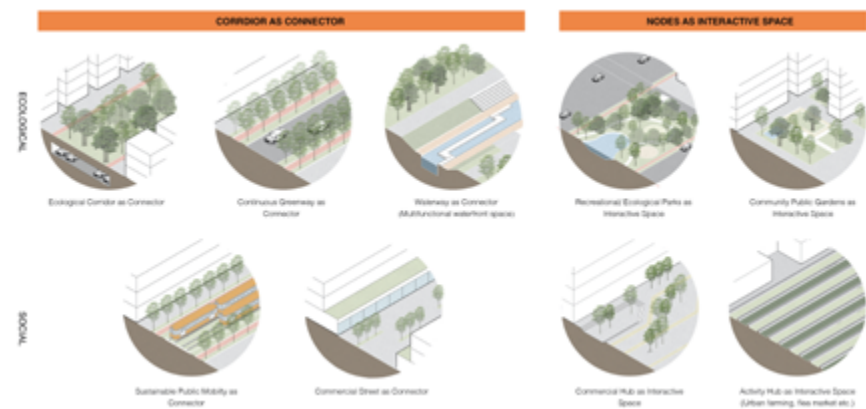 CORRDIOR AS CONNECTOR
NODES AS INTERACTIVE SPACE
ECOLOGICAL
Ecological Corridor as Connector
Continuous Greenway as
Connector
Waterway as Connector
(Multifunctional waterfront space)
Recreational/ Ecological Parks as
Interactive Space
Community Public Gardens as
Interactive Space
SOCIAL
Sustainable Public Mobility as
Connector
Commercial Street as Connector
Commercial Hub as Interactive
Space
Activity Hub as Interactive Space
(Urban farming, flea market etc.)